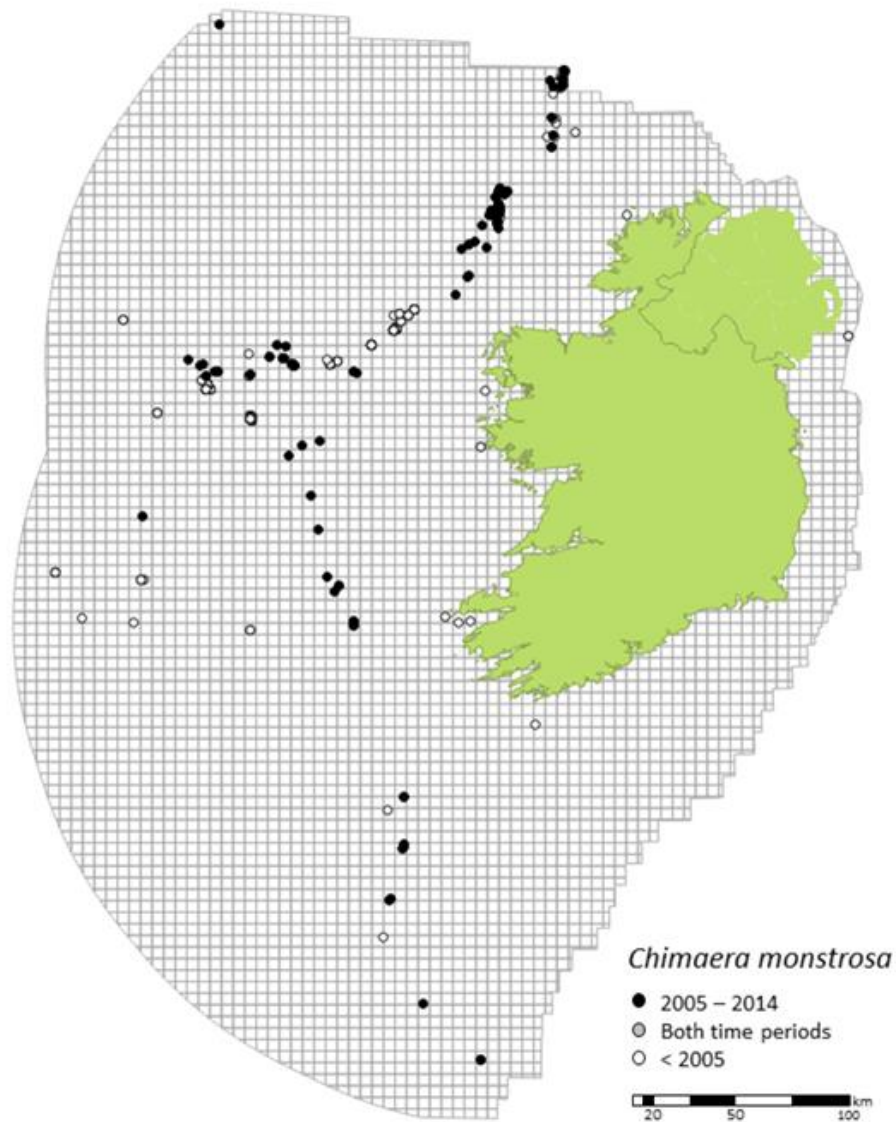 Chimaera monstrosa
2005 – 2014
Both time periods
< 2005
km
20 50 100